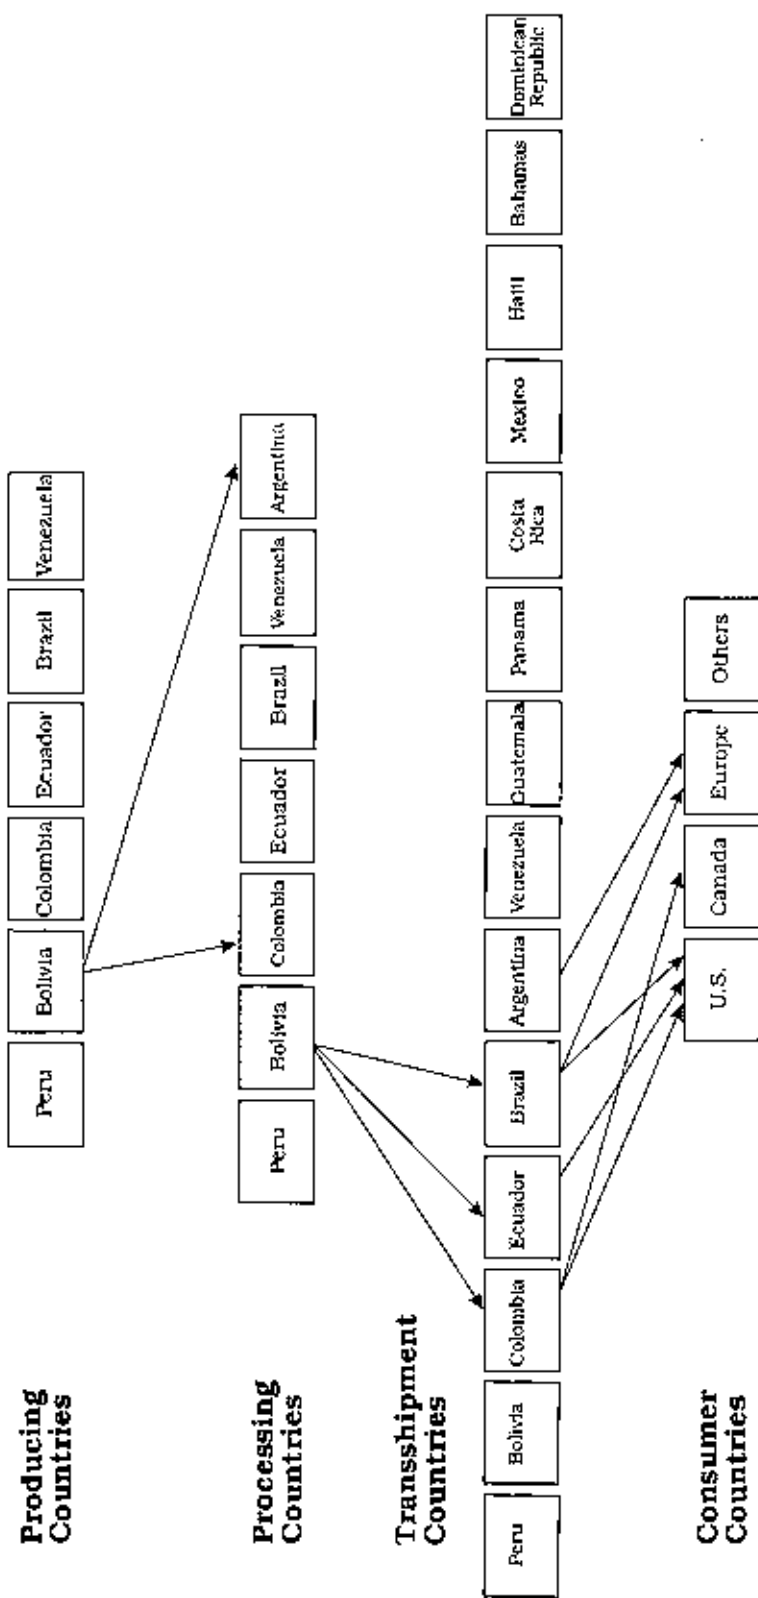 Producing
Countries
Peru
Bolivia
Colombia
Ecuador
Brazil
Venezuela
Processing
Countries
Peru
Bolivia
Colombia
Ecuador
Brazil
Venezuela
Argentina
Transshipment
Countries
Peru
Bolivia
Colombia
Ecuador
Brazil
Argentina
Venezuela
Guatemala
Panama
Costa
Rica
Mexico
Haiti
Bahamas
Dominican
Republic
Consumer
Countries
U.S.
Canada
Europe
Others